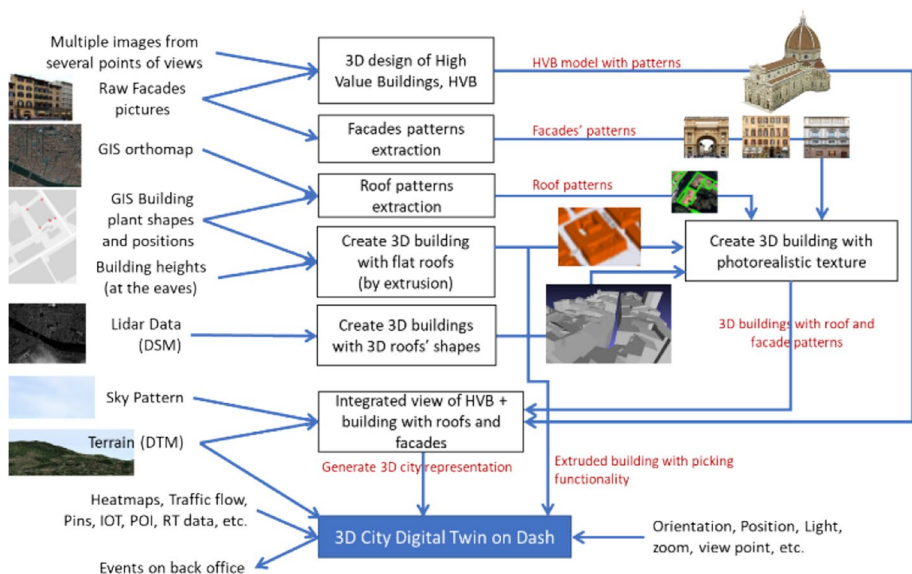 Multiple images from
several points of views
Raw Facades
pictures
GIS orthomap
GIS Building
plant shapes
and positions
Building heights
(at the eaves)
Lidar Data
(DSM)
Sky Pattern
Terrain (DTM)
Heatmaps, Traffic flow,
Pins, IOT, POI, RT data, etc.
Events on back office
3D design of High
Value Buildings, HVB
Facades patterns
extraction
Roof patterns
extraction
Create 3D building
with flat roofs
(by extrusion)
Create 3D buildings
with 3D roofs' shapes
Integrated view of HVB +
building with roofs and
facades
Generate 3D city representation
3D City Digital Twin on Dash
HVB model with patterns
Facades' patterns
Roof patterns
Create 3D building with
photorealistic texture
3D buildings with roof and
facade patterns
Extruded building with picking
functionality
Orientation, Position, Light,
zoom, view point, etc.